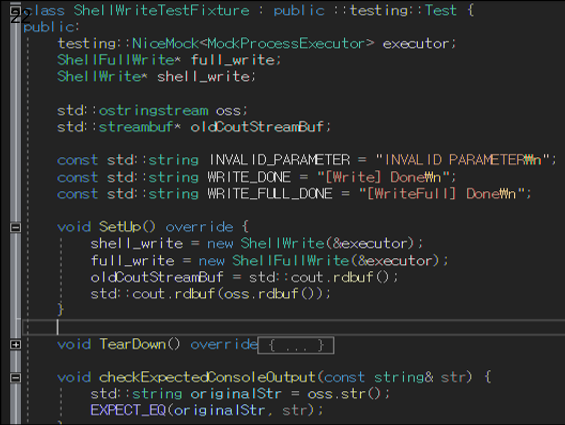 class ShellWriteTestFixture : public ::testing::Test {
public:
    testing::NiceMock<MockProcessExecutor> executor;
    ShellFullWrite* full_write;
    ShellWrite* shell_write;

    std::ostringstream oss;
    std::streambuf* oldCoutStreamBuf;

    const std::string INVALID_PARAMETER = "INVALID PARAMETER₩n";
    const std::string WRITE_DONE = "[Write] Done₩n";
    const std::string WRITE_FULL_DONE = "[WriteFull] Done₩n";

    void SetUp() override {
        shell_write = new ShellWrite(&executor);
        full_write = new ShellFullWrite(&executor);
        oldCoutStreamBuf = std::cout.rdbuf();
        std::cout.rdbuf(oss.rdbuf());
    }

    void TearDown() override { ... }

    void checkExpectedConsoleOutput(const string& str) {
        std::string originalStr = oss.str();
        EXPECT_EQ(originalStr, str);